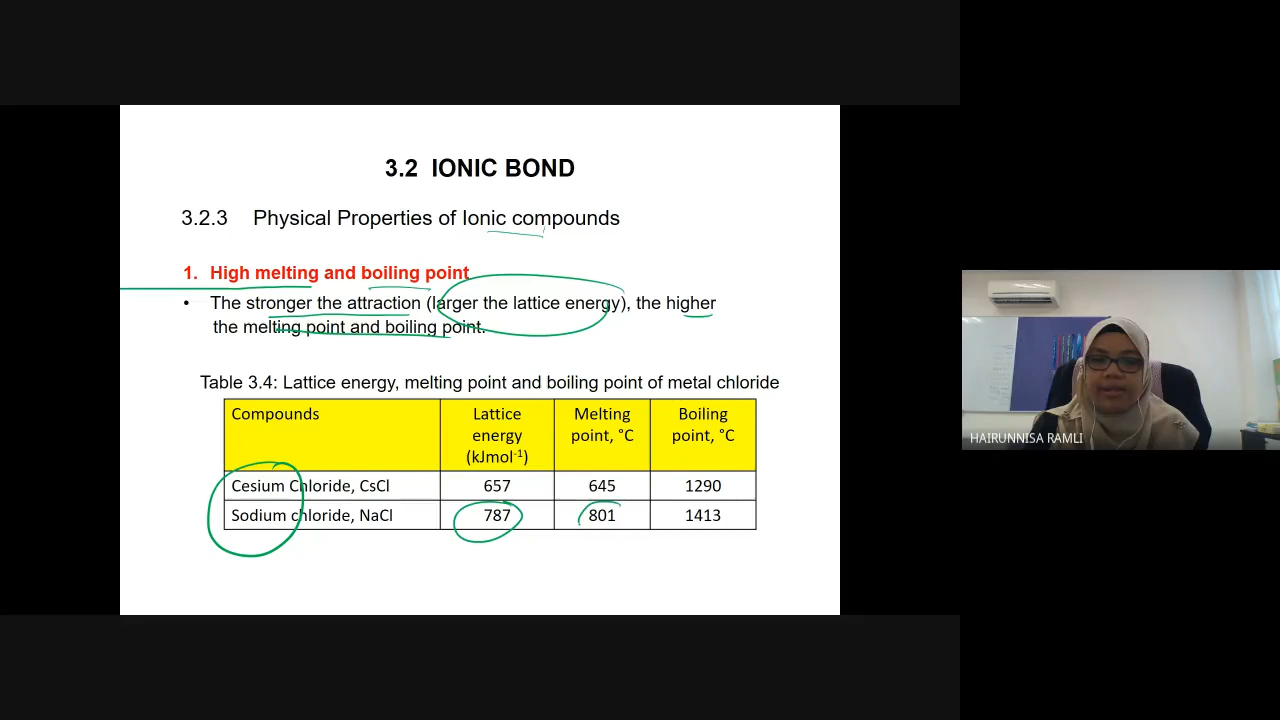 3.2 IONIC BOND
3.2.3 Physical Properties of Ionic compounds
1. High melting and boiling point
• The stronger the attraction (larger the lattice energy), the higher
the melting point and boiling point.
Table 3.4: Lattice energy, melting point and boiling point of metal chloride
Compounds Lattice energy (kJmol-1) Melting point, °C Boiling point, °C
Cesium Chloride, CsCl 657 645 1290
Sodium chloride, NaCl 787 801 1413
HAIRUNNISA RAMLI